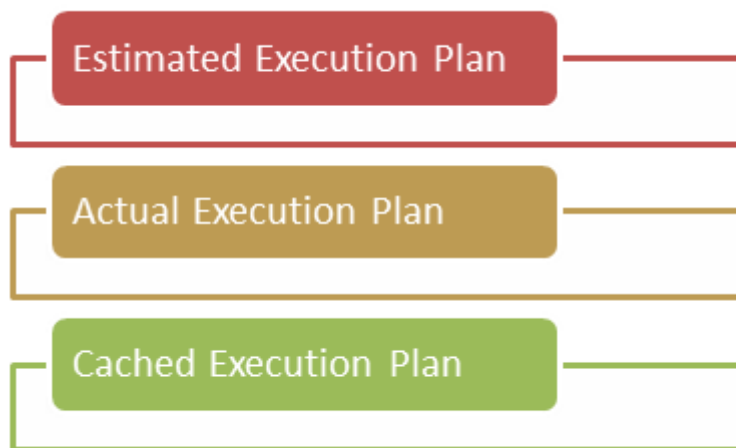 Estimated Execution Plan
Actual Execution Plan
Cached Execution Plan